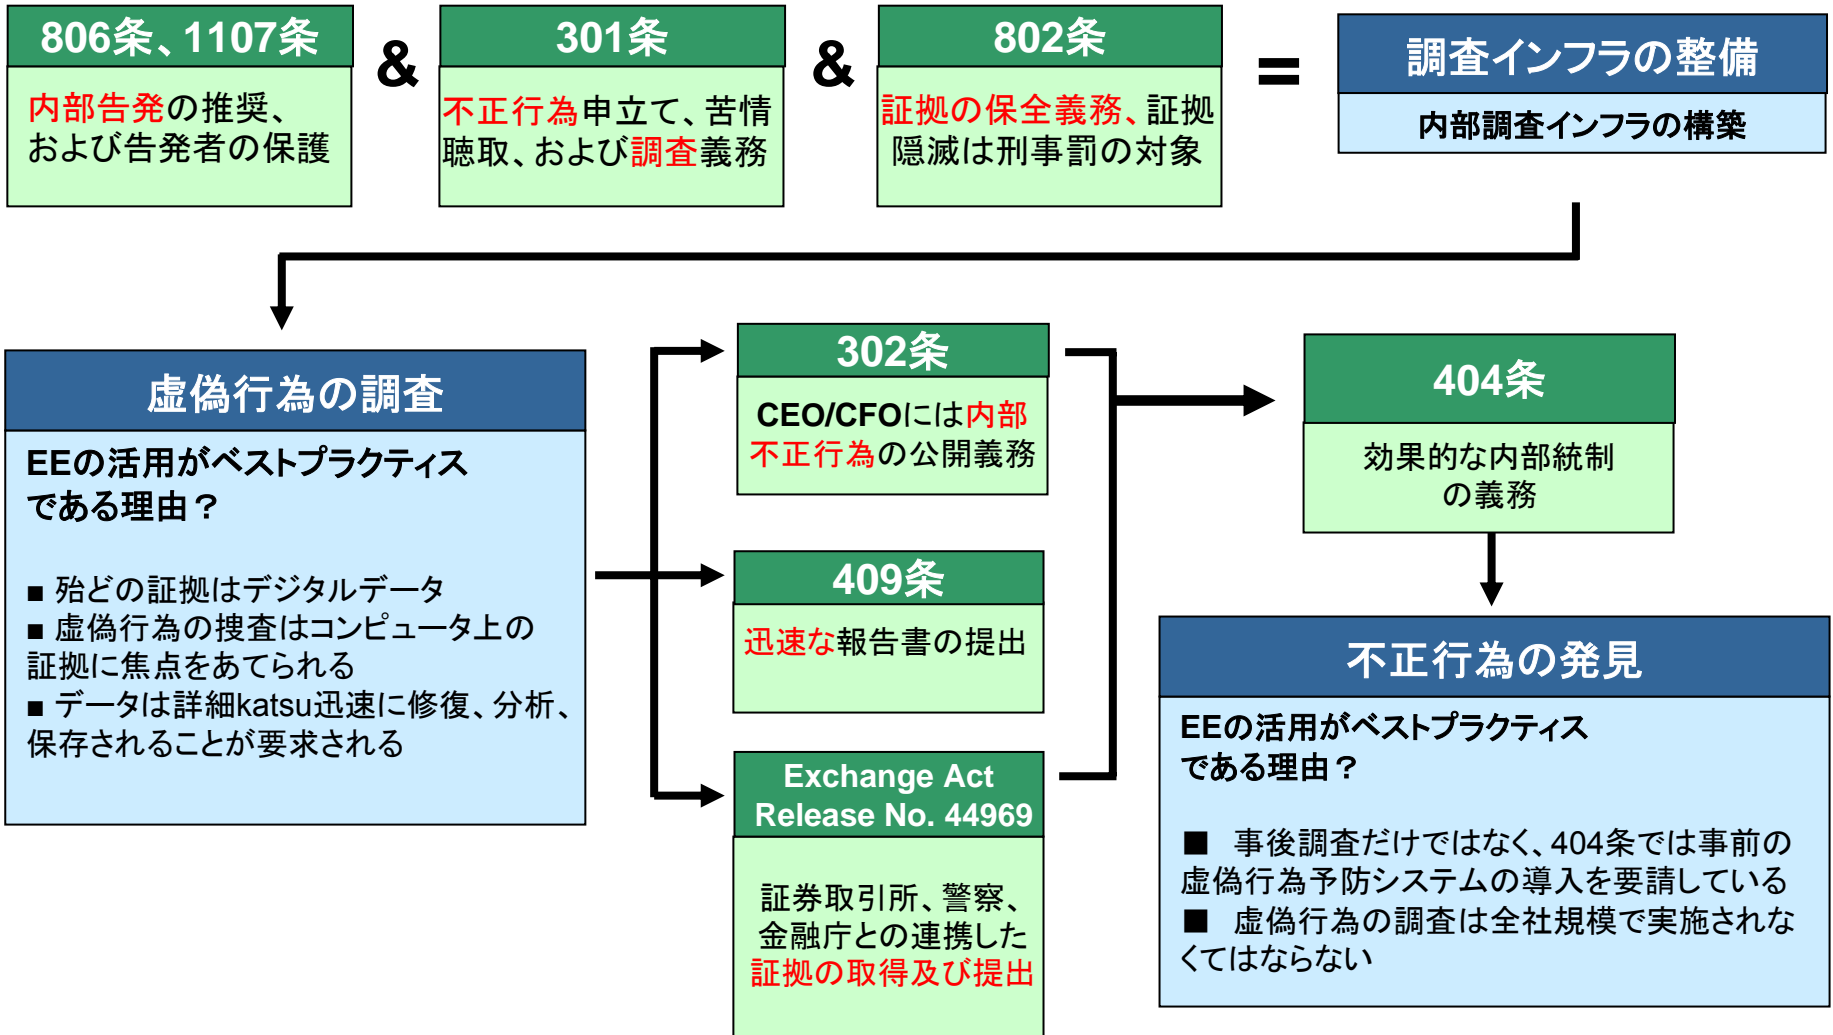 806条、1107条
内部告発の推奨、
および告発者の保護
&
301条
不正行為申立て、苦情
聴取、および調査義務
&
802条
証拠の保全義務、証拠
隠滅は刑事罰の対象
=
調査インフラの整備
内部調査インフラの構築
虚偽行為の調査
EEの活用がベストプラクティス
である理由？
■ 殆どの証拠はデジタルデータ
■ 虚偽行為の捜査はコンピュータ上の
証拠に焦点をあてられる
■ データは詳細katsu迅速に修復、分析、
保存されることが要求される
302条
CEO/CFOには内部
不正行為の公開義務
409条
迅速な報告書の提出
Exchange Act
Release No. 44969
証券取引所、警察、
金融庁との連携した
証拠の取得及び提出
404条
効果的な内部統制
の義務
不正行為の発見
EEの活用がベストプラクティス
である理由？
■ 事後調査だけではなく、404条では事前の
虚偽行為予防システムの導入を要請している
■ 虚偽行為の調査は全社規模で実施されな
くてはならない